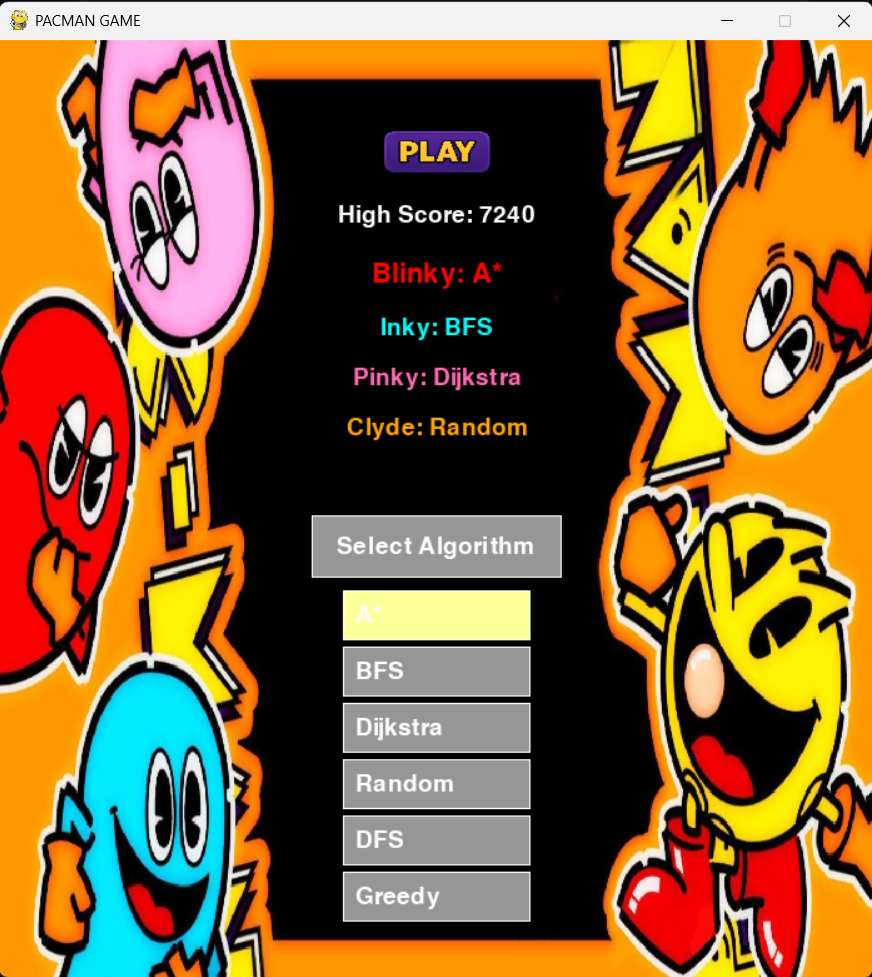 PACMAN GAME
PLAY
High Score: 7240
Blinky: A*
Inky: BFS
Pinky: Dijkstra
Clyde: Random
Select Algorithm
A*
BFS
Dijkstra
Random
DFS
Greedy